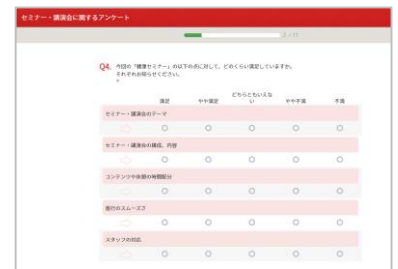 セミナー・講演会に関するアンケート
2 / 11
Q4. 今回の「健康セミナー」の以下の点に対して、どのくらい満足していますか。
それぞれお知らせください。
*
満足 やや満足 どちらともいえない やや不満 不満
セミナー・講演会のテーマ
セミナー・講演会の構成、内容
コンテンツや休憩の時間配分
進行のスムーズさ
スタッフの対応